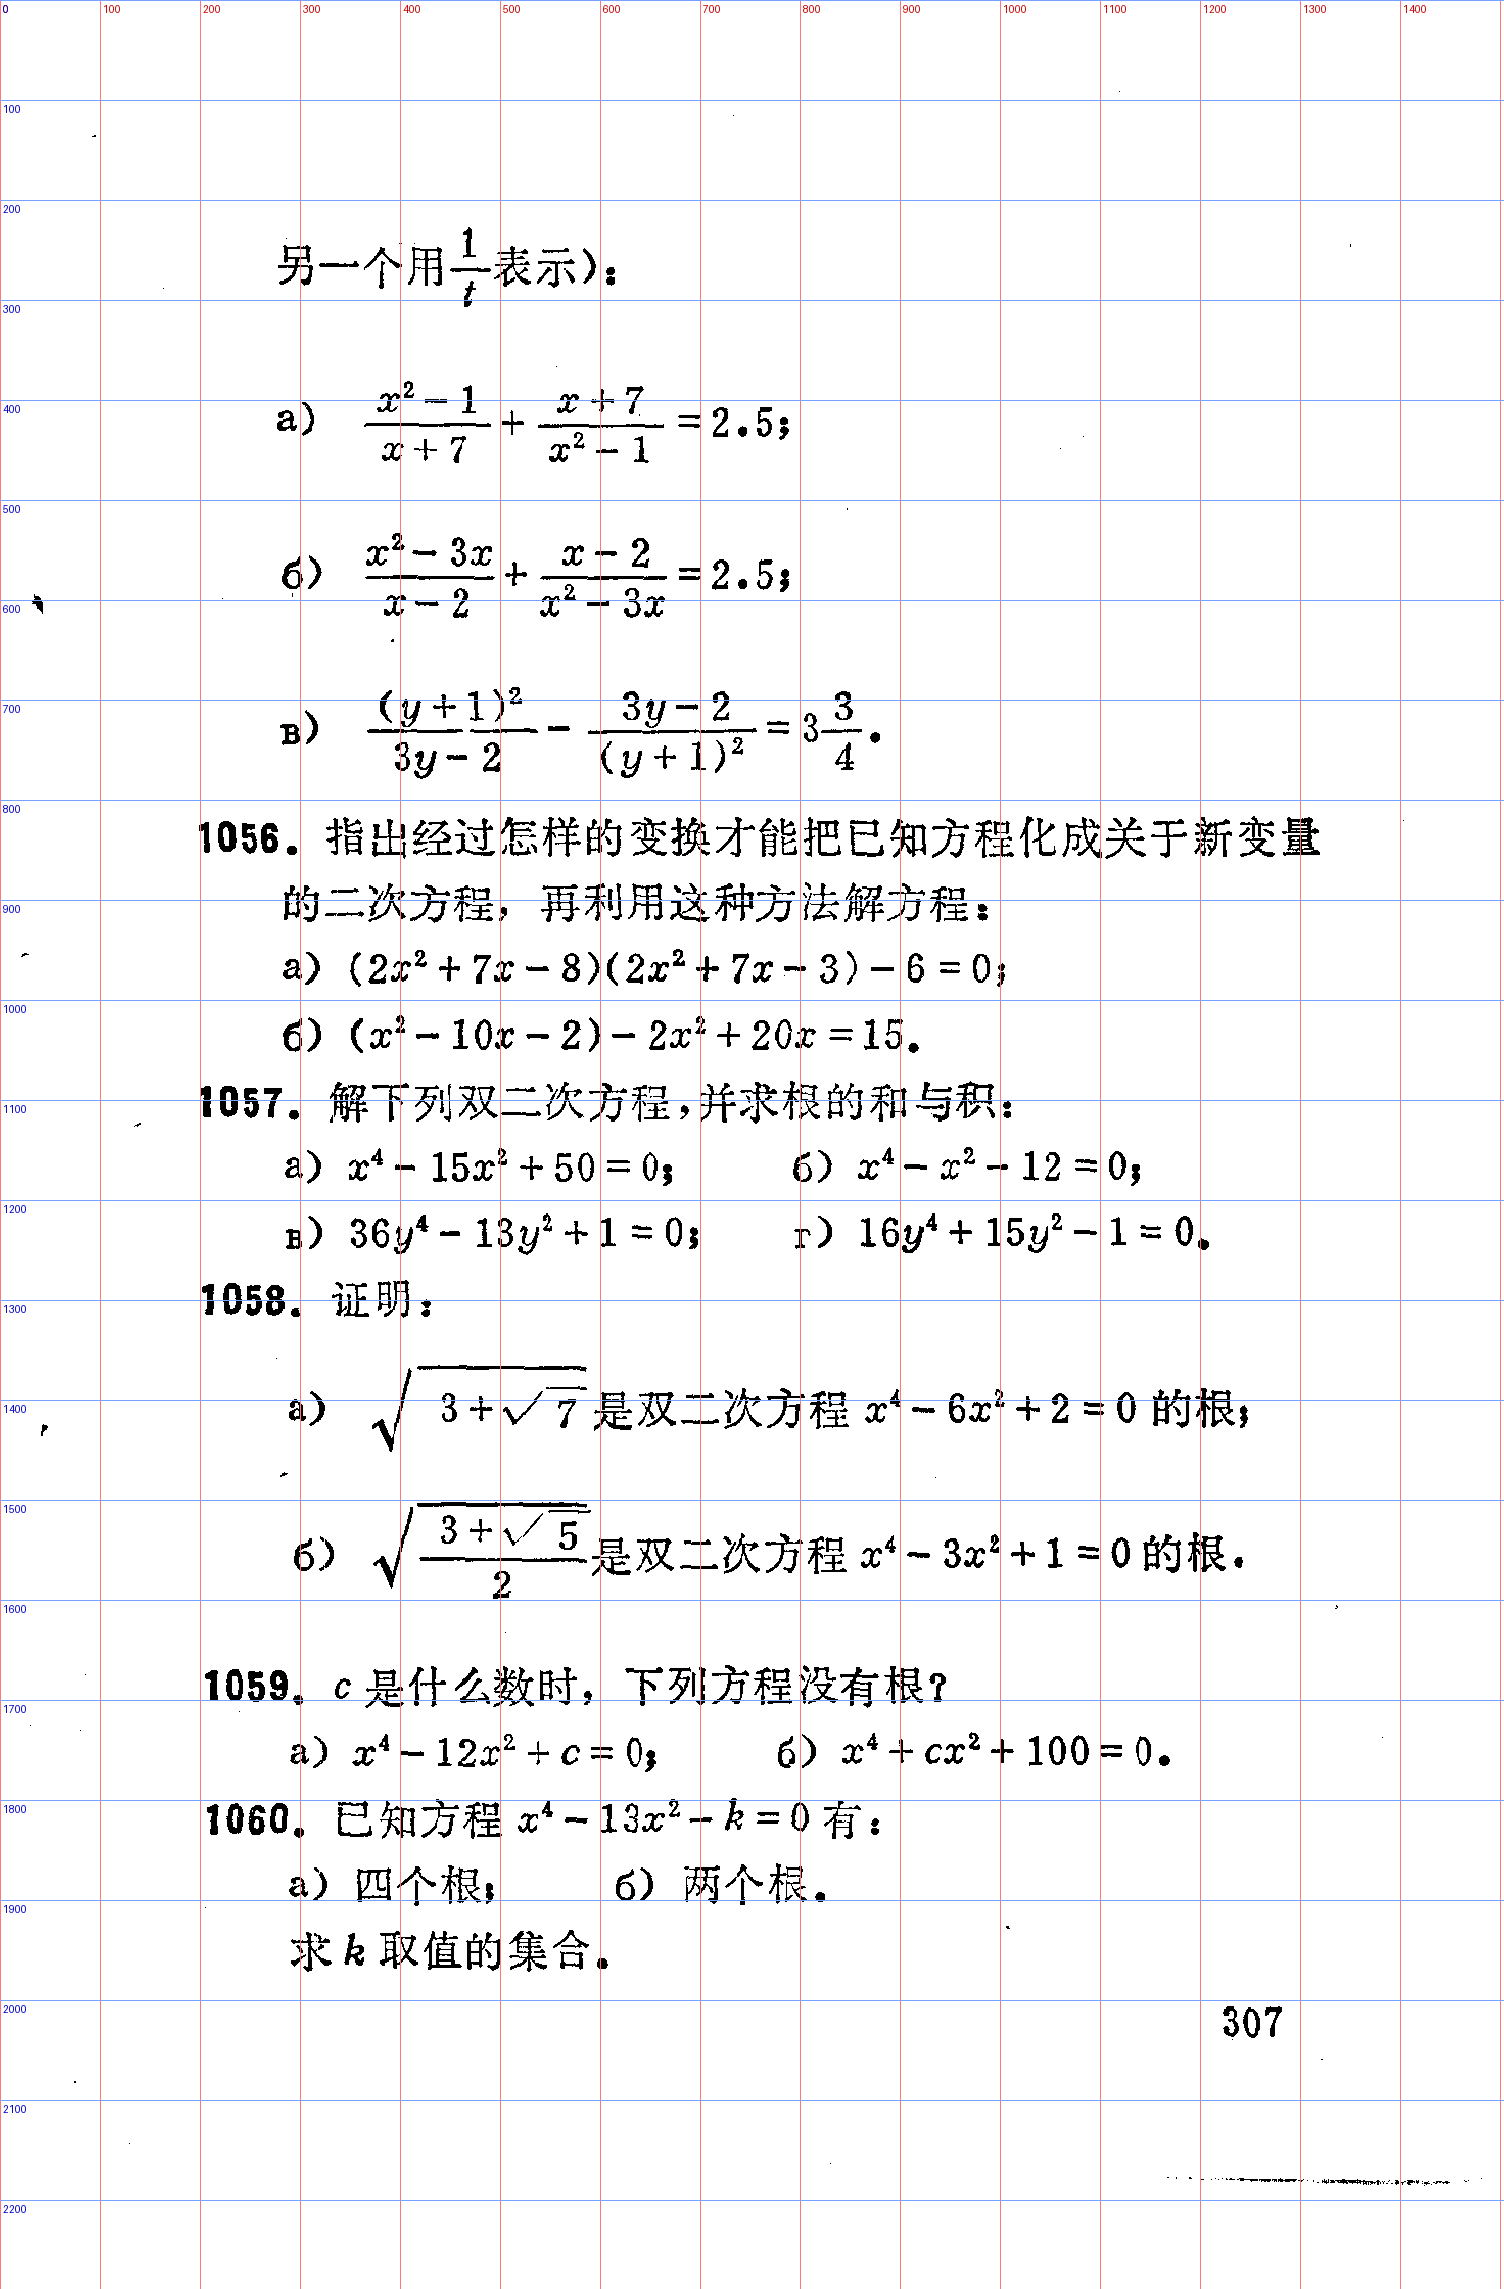 另一个用 1/t 表示):
а) (x² − 1)/(x + 7) + (x + 7)/(x² − 1) = 2.5;
б) (x² − 3x)/(x − 2) + (x − 2)/(x² − 3x) = 2.5;
в) (y + 1)²/(3y − 2) − (3y − 2)/(y + 1)² = 3 3/4.
1056. 指出经过怎样的变换才能把已知方程化成关于新变量
的二次方程, 再利用这种方法解方程:
а) (2x² + 7x − 8)(2x² + 7x − 3) − 6 = 0;
б) (x² − 10x − 2) − 2x² + 20x = 15.
1057. 解下列双二次方程,并求根的和与积:
а) x⁴ − 15x² + 50 = 0; б) x⁴ − x² − 12 = 0;
в) 36y⁴ − 13y² + 1 = 0; г) 16y⁴ + 15y² − 1 = 0.
1058. 证明:
а) √(3 + √7) 是双二次方程 x⁴ − 6x² + 2 = 0 的根;
б) √((3 + √5)/2) 是双二次方程 x⁴ − 3x² + 1 = 0 的根.
1059. c 是什么数时, 下列方程没有根?
а) x⁴ − 12x² + c = 0; б) x⁴ + cx² + 100 = 0.
1060. 已知方程 x⁴ − 13x² − k = 0 有:
а) 四个根; б) 两个根.
求 k 取值的集合.
307